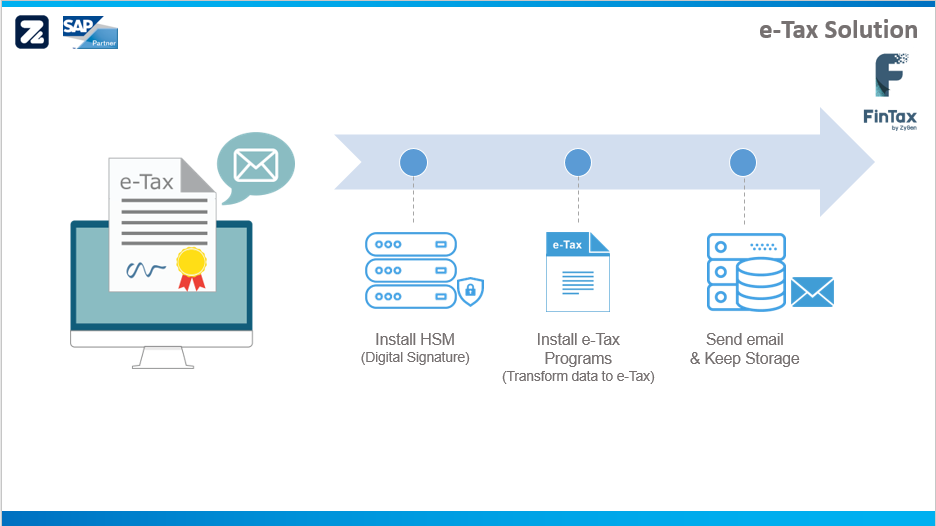 SAP
Partner
e-Tax Solution
FinTax
by ZyGen
e-Tax
e-Tax
Install HSM
(Digital Signature)
Install e-Tax
Programs
(Transform data to e-Tax)
Send email
& Keep Storage